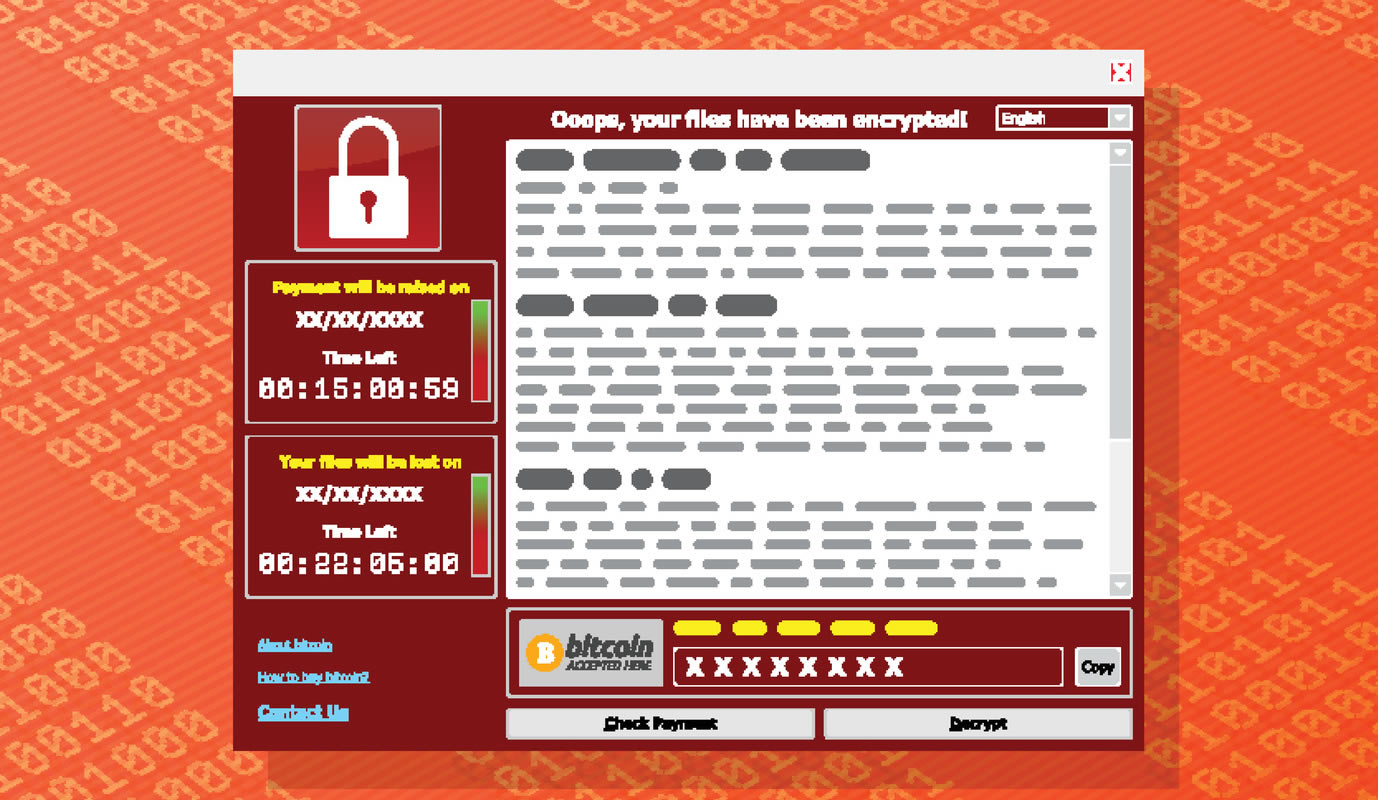 Ooops, your files have been encrypted!
English
Payment will be raised on
XX/XX/XXXX
Time Left
00:15:00:59
Your files will be lost on
XX/XX/XXXX
Time Left
00:22:05:00
About bitcoin
How to buy bitcoin?
Contact Us
bitcoin
ACCEPTED HERE
X X X X X X X X
Copy
Check Payment
Decrypt